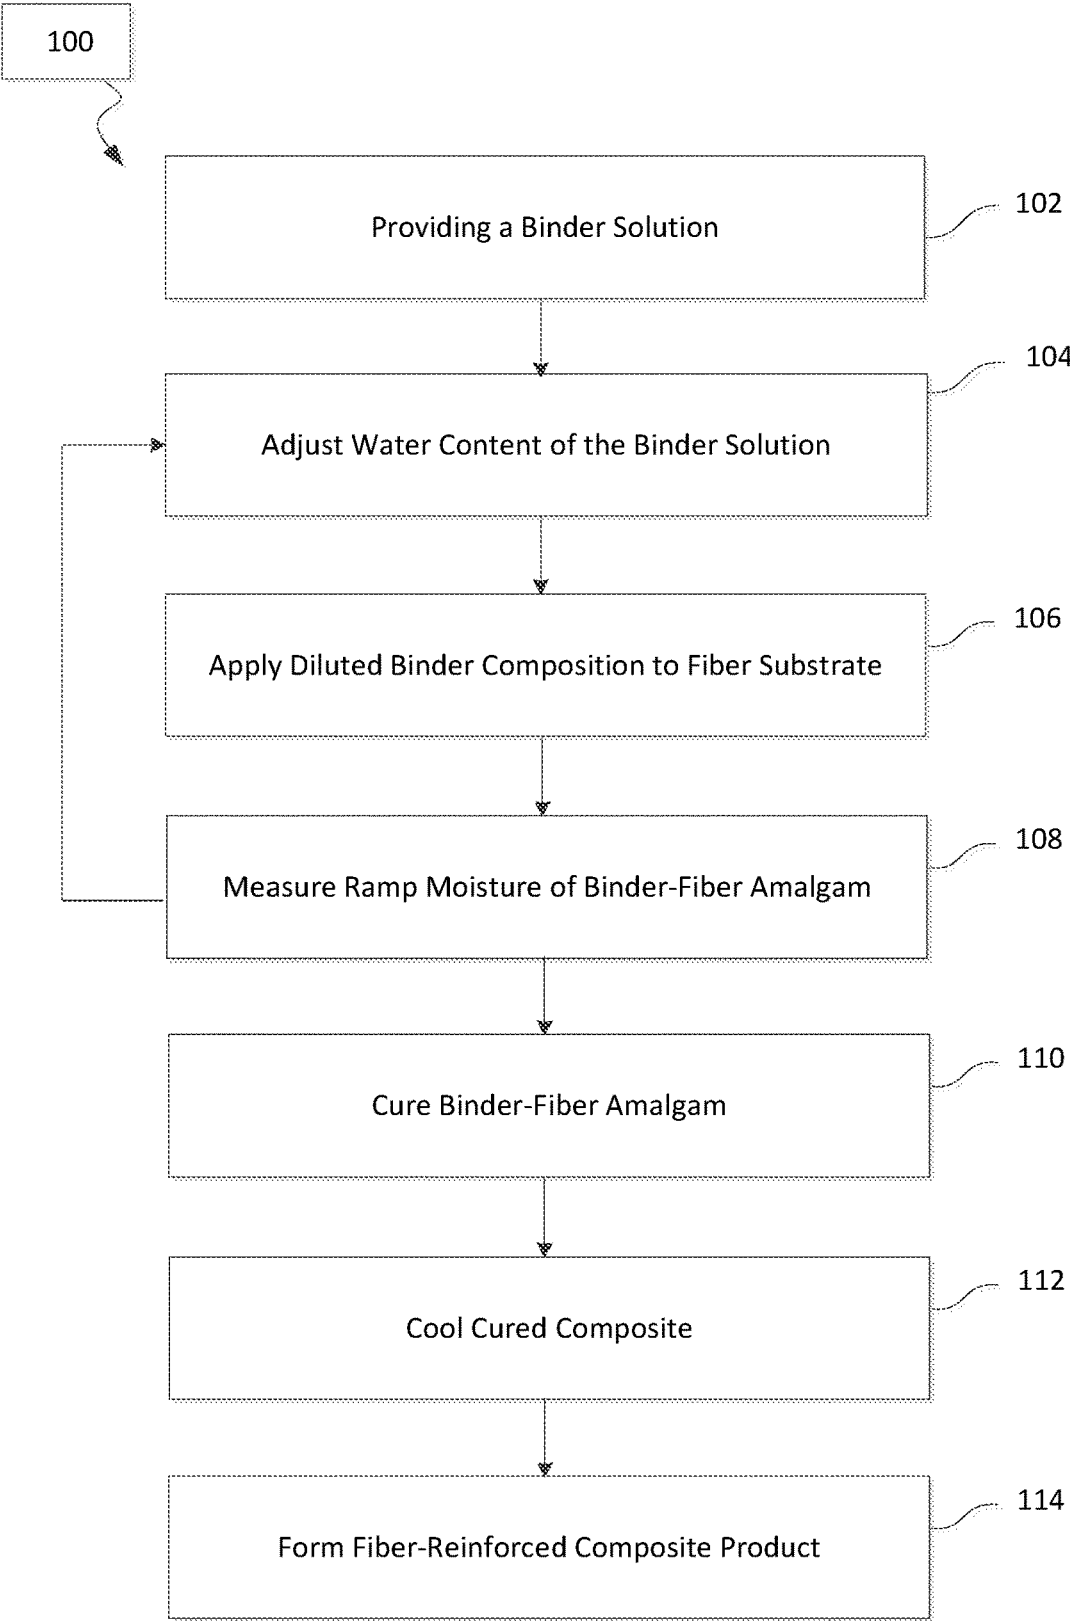 100
Providing a Binder Solution
102
Adjust Water Content of the Binder Solution
104
Apply Diluted Binder Composition to Fiber Substrate
106
Measure Ramp Moisture of Binder-Fiber Amalgam
108
Cure Binder-Fiber Amalgam
110
Cool Cured Composite
112
Form Fiber-Reinforced Composite Product
114